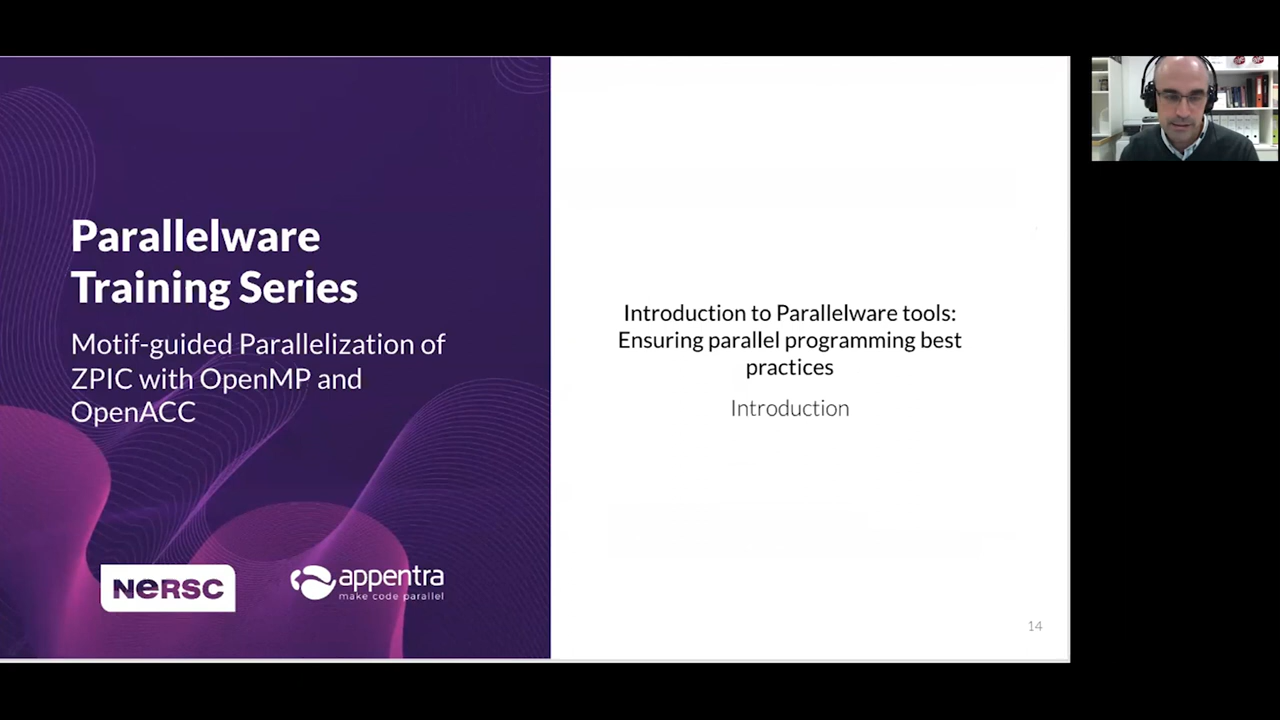 Parallelware
Training Series
Motif-guided Parallelization of
ZPIC with OpenMP and
OpenACC
NERSC
appentra
make code parallel
Introduction to Parallelware tools:
Ensuring parallel programming best
practices
Introduction
14